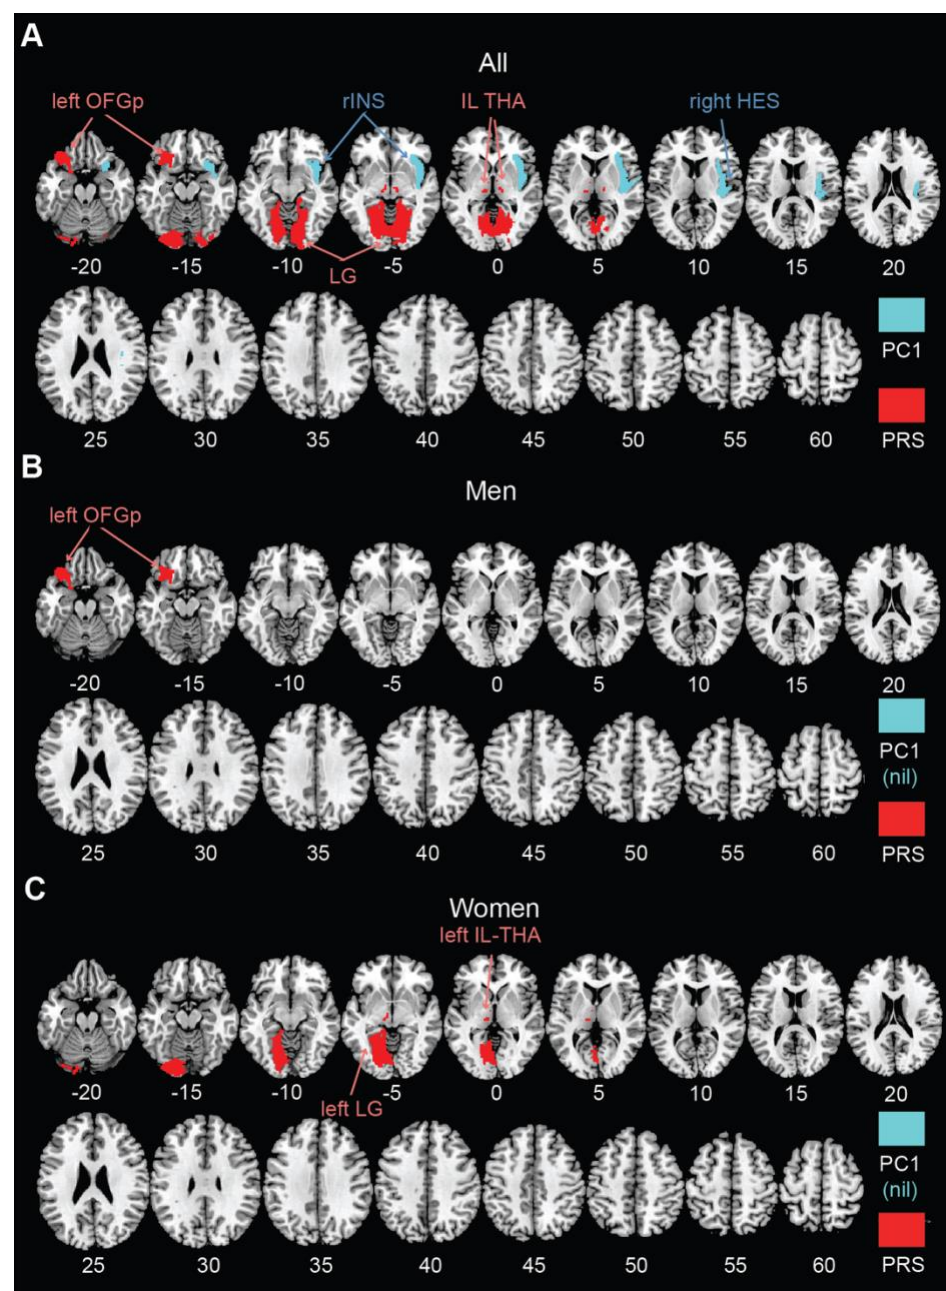 A
All
left OFGp
rINS
IL THA
right HES
LG
-20 -15 -10 -5 0 5 10 15 20
PC1
PRS
25 30 35 40 45 50 55 60
B
Men
left OFGp
-20 -15 -10 -5 0 5 10 15 20
PC1
(nil)
PRS
25 30 35 40 45 50 55 60
C
Women
left IL-THA
-20 -15 -10 -5 0 5 10 15 20
left LG
PC1
(nil)
PRS
25 30 35 40 45 50 55 60